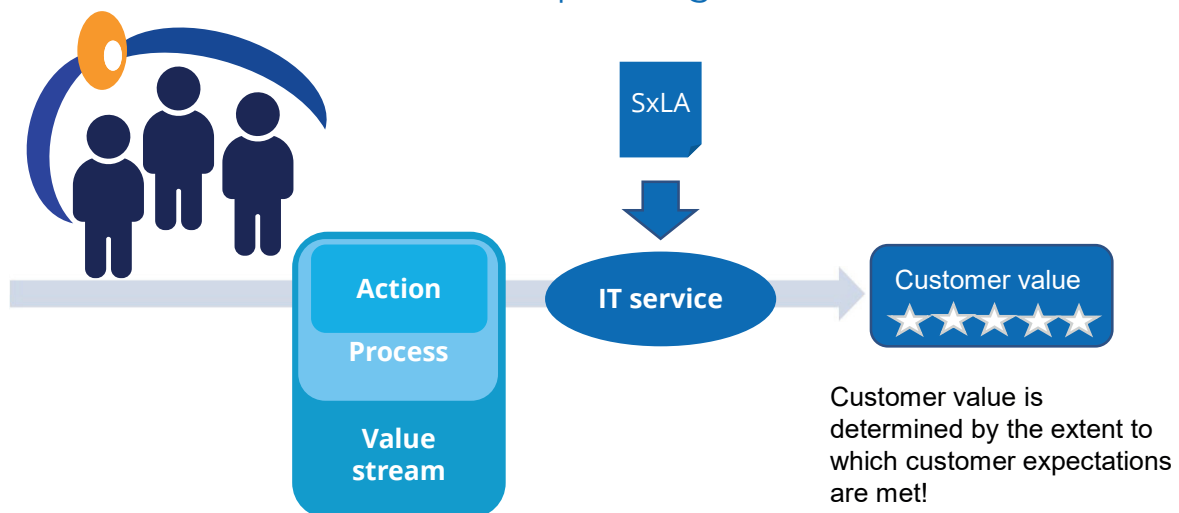 SxLA
Action
Process
Value
stream
IT service
Customer value
Customer value is
determined by the extent to
which customer expectations
are met!